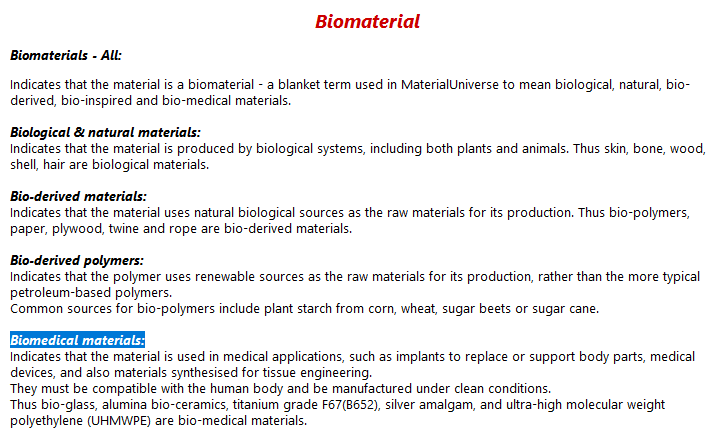 Biomaterial
Biomaterials - All:
Indicates that the material is a biomaterial - a blanket term used in MaterialUniverse to mean biological, natural, bio-
derived, bio-inspired and bio-medical materials.
Biological & natural materials:
Indicates that the material is produced by biological systems, including both plants and animals. Thus skin, bone, wood,
shell, hair are biological materials.
Bio-derived materials:
Indicates that the material uses natural biological sources as the raw materials for its production. Thus bio-polymers,
paper, plywood, twine and rope are bio-derived materials.
Bio-derived polymers:
Indicates that the polymer uses renewable sources as the raw materials for its production, rather than the more typical
petroleum-based polymers.
Common sources for bio-polymers include plant starch from corn, wheat, sugar beets or sugar cane.
Biomedical materials:
Indicates that the material is used in medical applications, such as implants to replace or support body parts, medical
devices, and also materials synthesised for tissue engineering.
They must be compatible with the human body and be manufactured under clean conditions.
Thus bio-glass, alumina bio-ceramics, titanium grade F67(B652), silver amalgam, and ultra-high molecular weight
polyethylene (UHMWPE) are bio-medical materials.